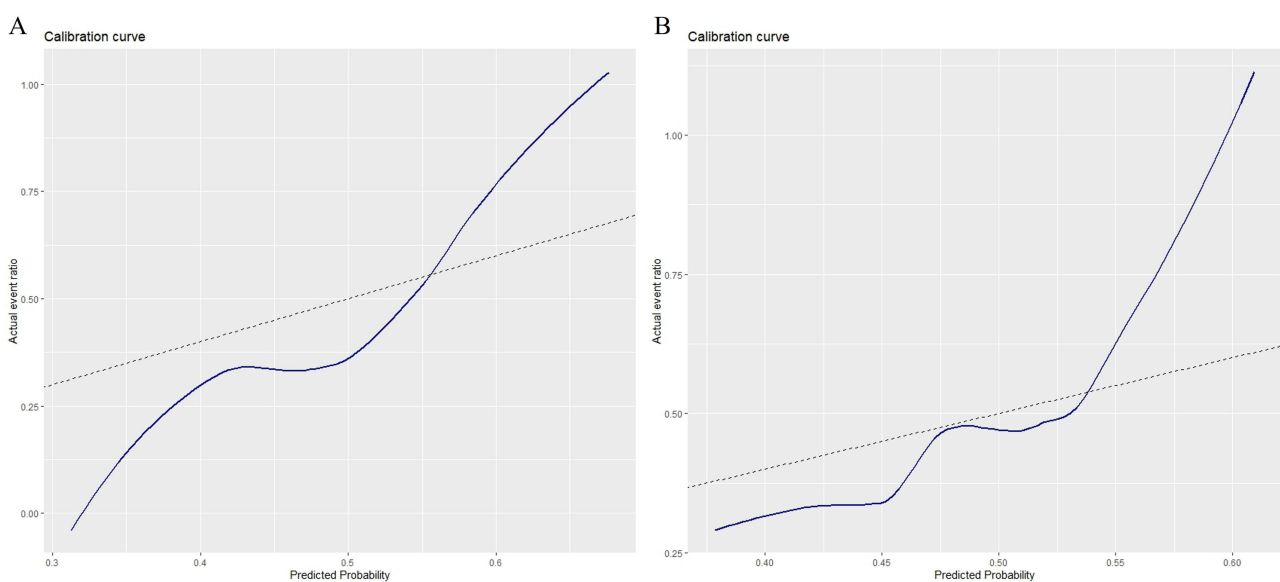 A
Calibration curve
1.00
0.75
0.50
0.25
0.00
Actual event ratio
0.3 0.4 0.5 0.6
Predicted Probability
B
Calibration curve
1.00
0.75
0.50
0.25
Actual event ratio
0.40 0.45 0.50 0.55 0.60
Predicted Probability